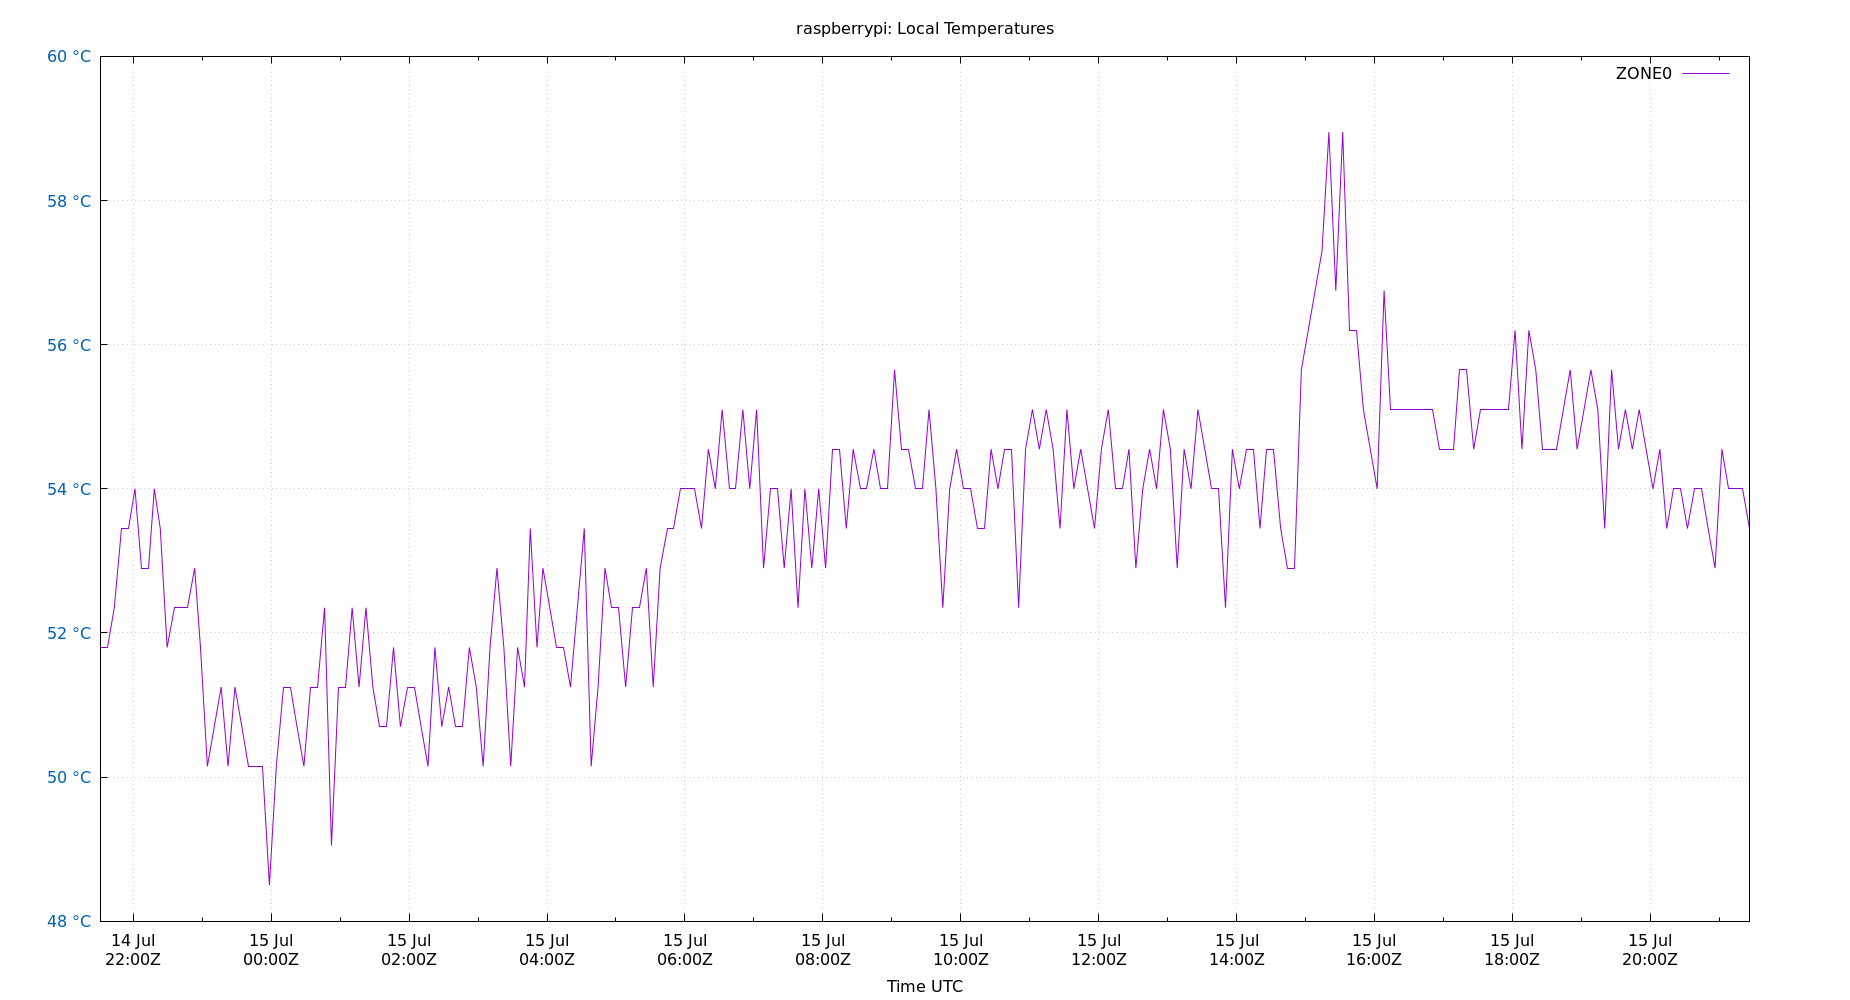 raspberrypi: Local Temperatures
60 °C
ZONE0
58 °C
56 °C
54 °C
52 °C
50 °C
48 °C
14 Jul 15 Jul 15 Jul 15 Jul 15 Jul 15 Jul 15 Jul 15 Jul 15 Jul 15 Jul 15 Jul 15 Jul
22:00Z 00:00Z 02:00Z 04:00Z 06:00Z 08:00Z 10:00Z 12:00Z 14:00Z 16:00Z 18:00Z 20:00Z
Time UTC